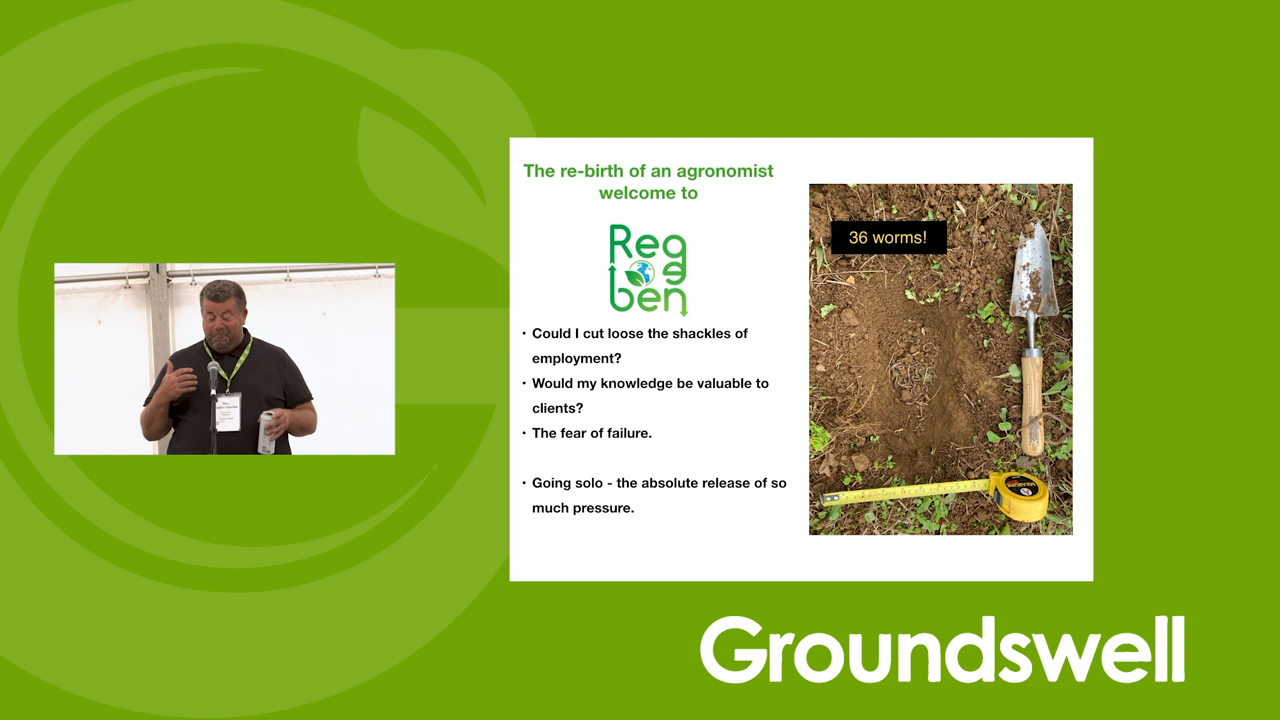 The re-birth of an agronomist
welcome to
Reg
e
ben
36 worms!
• Could I cut loose the shackles of
employment?
• Would my knowledge be valuable to
clients?
• The fear of failure.
• Going solo - the absolute release of so
much pressure.
Groundswell